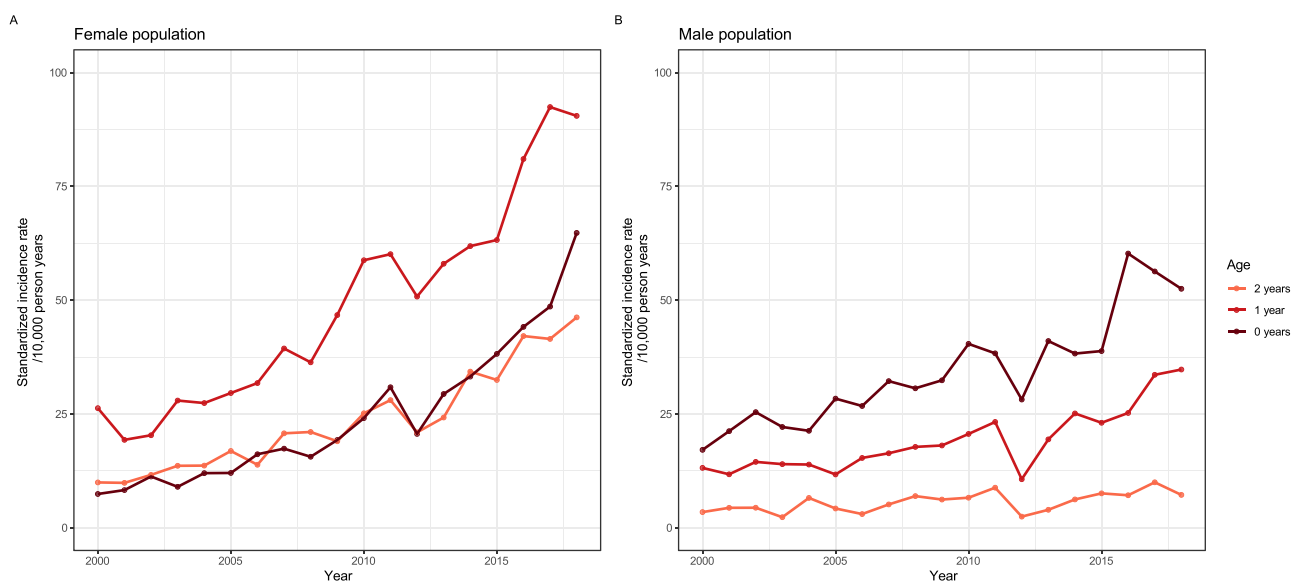 A
Female population
Standardized incidence rate
/10,000 person years
100
75
50
25
0
2000
2005
2010
2015
Year
B
Male population
Standardized incidence rate
/10,000 person years
100
75
50
25
0
2000
2005
2010
2015
Year
Age
2 years
1 year
0 years